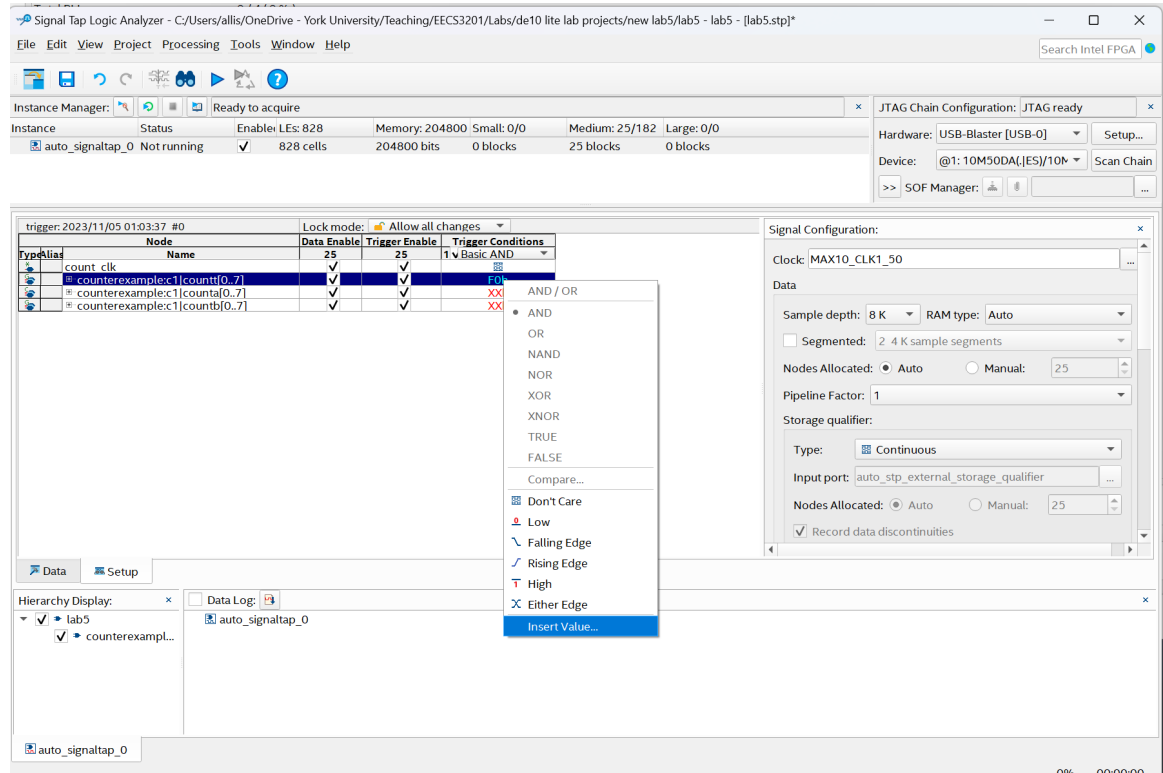 Signal Tap Logic Analyzer - C:/Users/allis/OneDrive - York University/Teaching/EECS3201/Labs/de10 lite lab projects/new lab5/lab5 - lab5 - [lab5.stp]*
File Edit View Project Processing Tools Window Help
Search Intel FPGA
Instance Manager: Ready to acquire
JTAG Chain Configuration: JTAG ready
Instance Status Enable LEs: 828 Memory: 204800 Small: 0/0 Medium: 25/182 Large: 0/0
auto_signaltap_0 Not running 828 cells 204800 bits 0 blocks 25 blocks 0 blocks
Hardware: USB-Blaster [USB-0] Setup...
Device: @1: 10M50DA(.|ES)/10M Scan Chain
>> SOF Manager: ...
trigger: 2023/11/05 01:03:37 #0 Lock mode: Allow all changes
Node Data Enable Trigger Enable Trigger Conditions
Type Alias Name 25 25 1 Basic AND
count_clk
counterexample:c1|countt[0..7] F0h
counterexample:c1|counta[0..7] XX
counterexample:c1|countb[0..7] XX
AND / OR
AND
OR
NAND
NOR
XOR
XNOR
TRUE
FALSE
Compare...
Don't Care
Low
Falling Edge
Rising Edge
High
Either Edge
Insert Value...
Signal Configuration:
Clock: MAX10_CLK1_50 ...
Data
Sample depth: 8 K RAM type: Auto
Segmented: 2 4 K sample segments
Nodes Allocated: Auto Manual: 25
Pipeline Factor: 1
Storage qualifier:
Type: Continuous
Input port: auto_stp_external_storage_qualifier ...
Nodes Allocated: Auto Manual: 25
Record data discontinuities
Data Setup
Hierarchy Display:
lab5
counterexampl...
Data Log:
auto_signaltap_0
auto_signaltap_0
0% 00:00:00